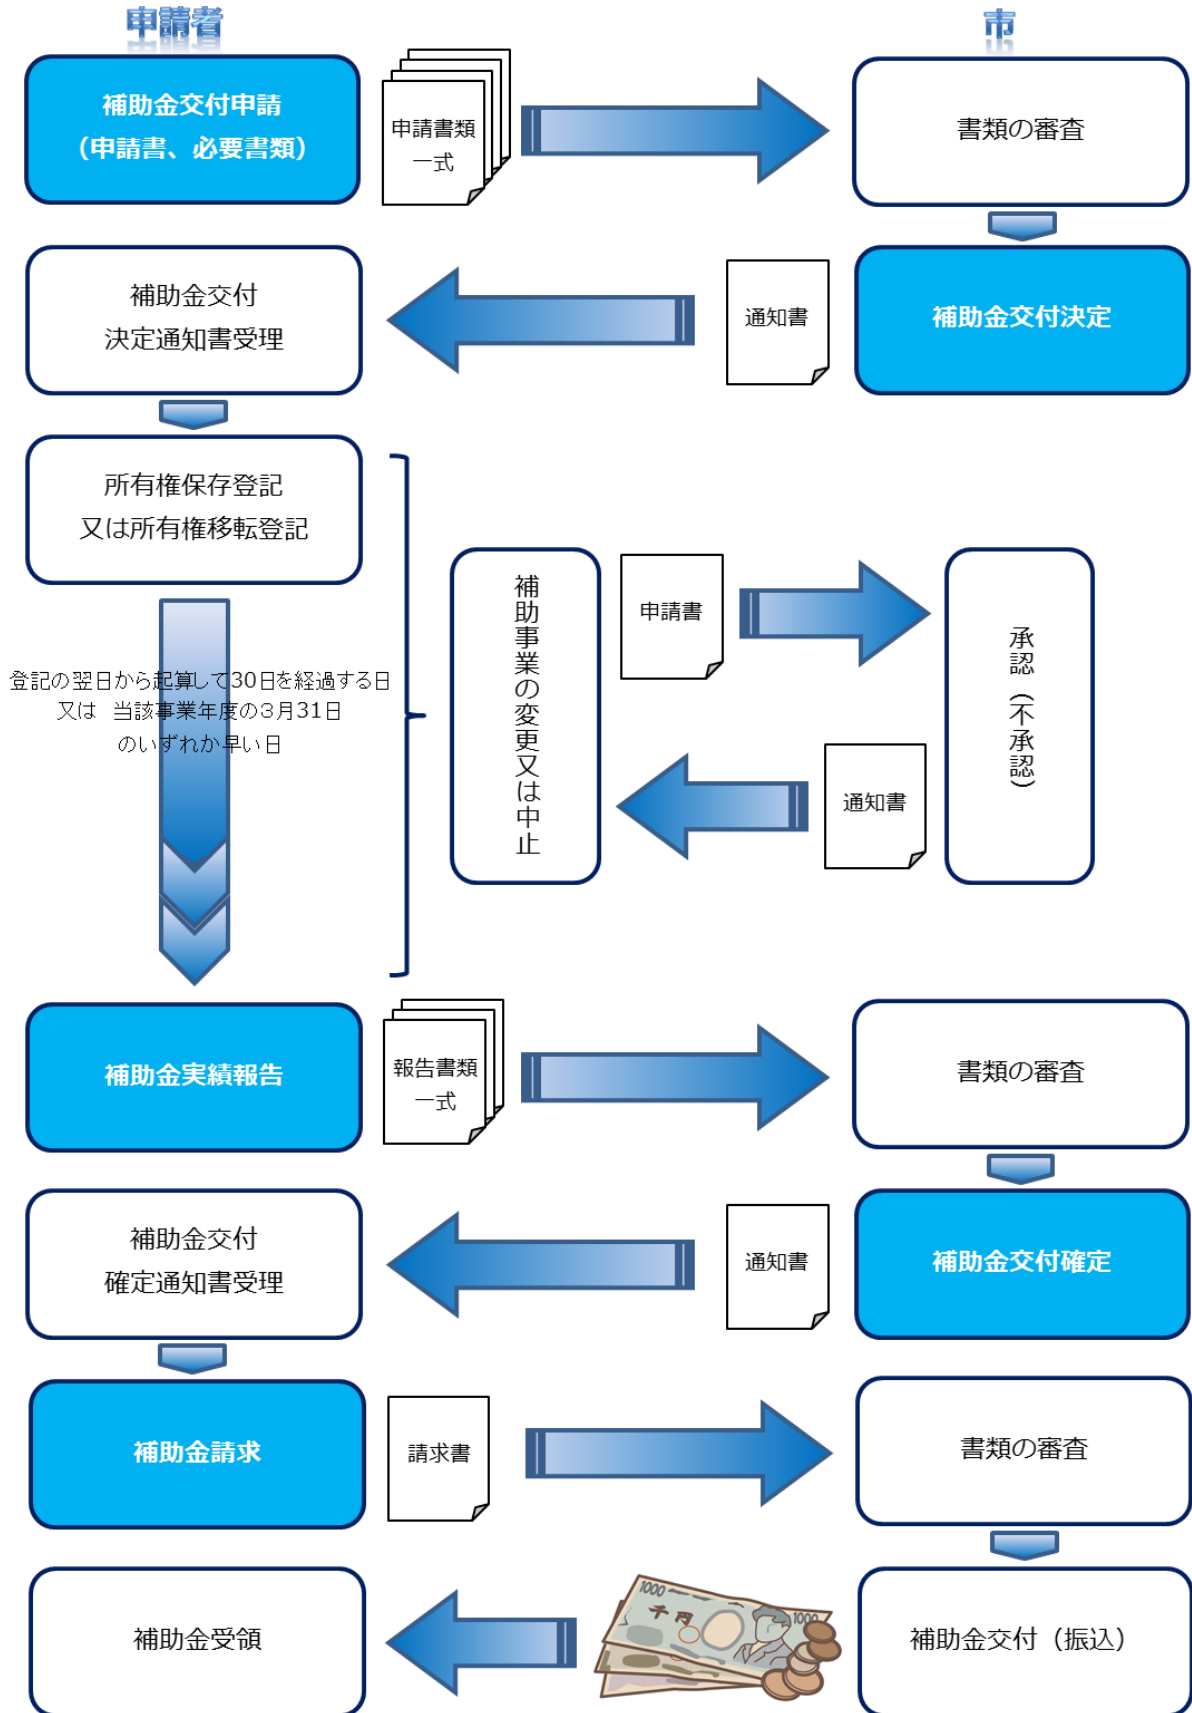 申請者
市
補助金交付申請
（申請書、必要書類）
申請書類
一式
書類の審査
補助金交付
決定通知書受理
通知書
補助金交付決定
所有権保存登記
又は所有権移転登記
登記の翌日から起算して30日を経過する日
又は　当該事業年度の３月31日
のいずれか早い日
補助事業の変更又は中止
申請書
承認（不承認）
通知書
補助金実績報告
報告書類
一式
書類の審査
補助金交付
確定通知書受理
通知書
補助金交付確定
補助金請求
請求書
書類の審査
補助金受領
1000
千円
1000
補助金交付（振込）